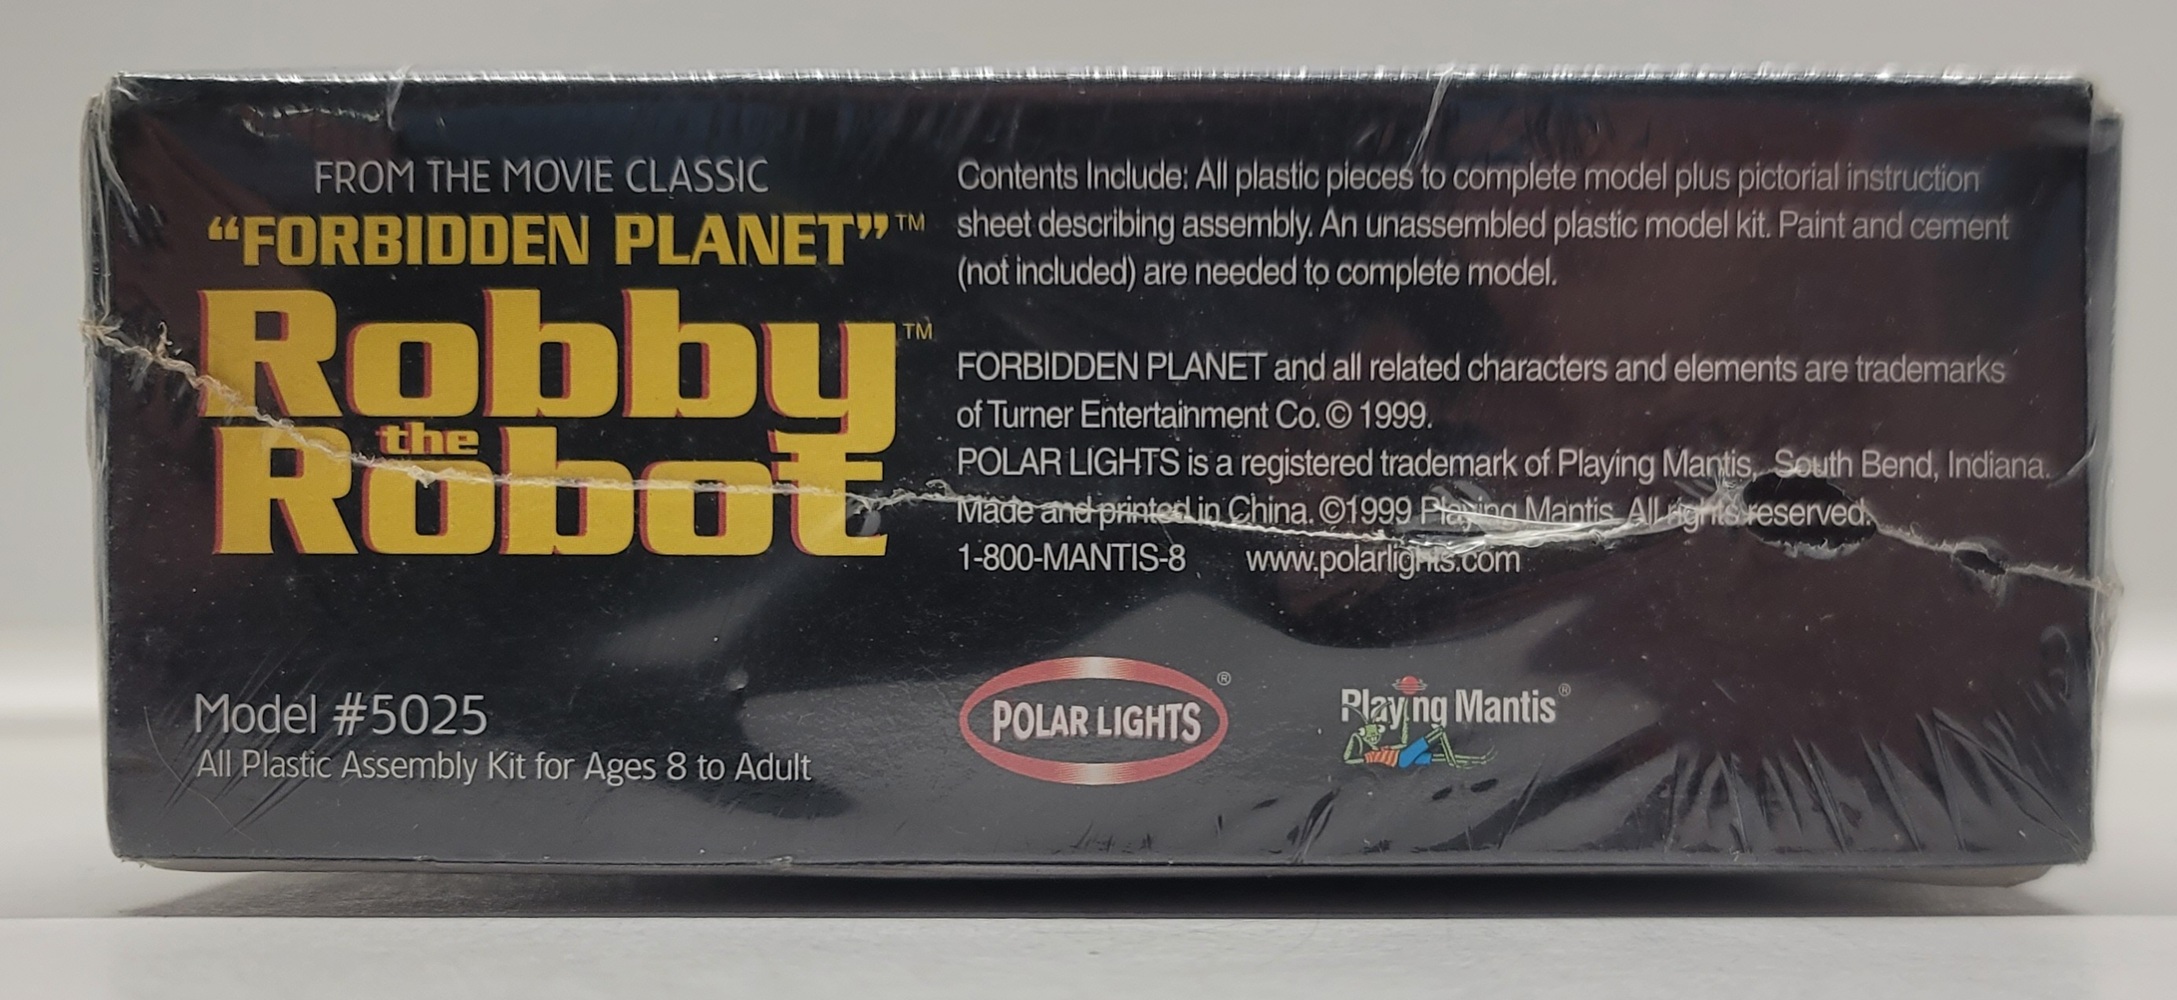 FROM THE MOVIE CLASSIC
“FORBIDDEN PLANET”™
Robby™
the
Robot
Model #5025
All Plastic Assembly Kit for Ages 8 to Adult
Contents Include: All plastic pieces to complete model plus pictorial instruction
sheet describing assembly. An unassembled plastic model kit. Paint and cement
(not included) are needed to complete model.
FORBIDDEN PLANET and all related characters and elements are trademarks
of Turner Entertainment Co. © 1999.
POLAR LIGHTS is a registered trademark of Playing Mantis, South Bend, Indiana.
Made and printed in China. ©1999 Playing Mantis. All rights reserved.
1-800-MANTIS-8 www.polarlights.com
POLAR LIGHTS®
Playing Mantis®